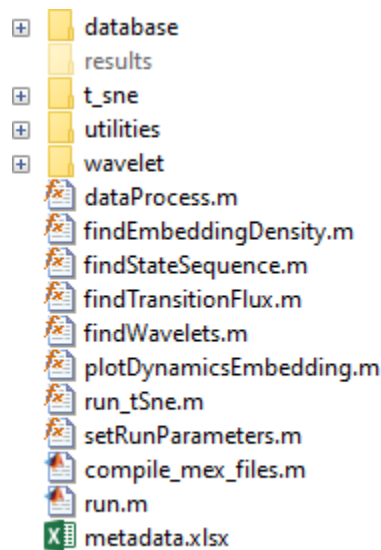 database
results
t_sne
utilities
wavelet
dataProcess.m
findEmbeddingDensity.m
findStateSequence.m
findTransitionFlux.m
findWavelets.m
plotDynamicsEmbedding.m
run_tSne.m
setRunParameters.m
compile_mex_files.m
run.m
metadata.xlsx